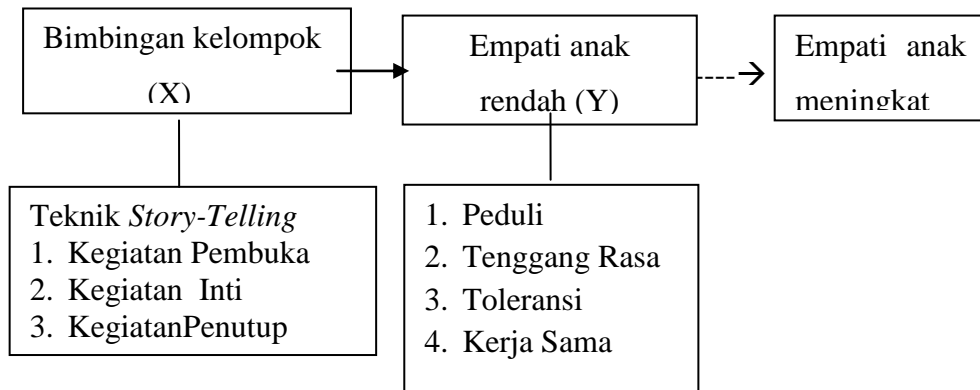 Bimbingan kelompok
(X)
Empati anak
rendah (Y)
Empati anak
meningkat
Teknik Story-Telling
1. Kegiatan Pembuka
2. Kegiatan Inti
3. KegiatanPenutup
1. Peduli
2. Tenggang Rasa
3. Toleransi
4. Kerja Sama